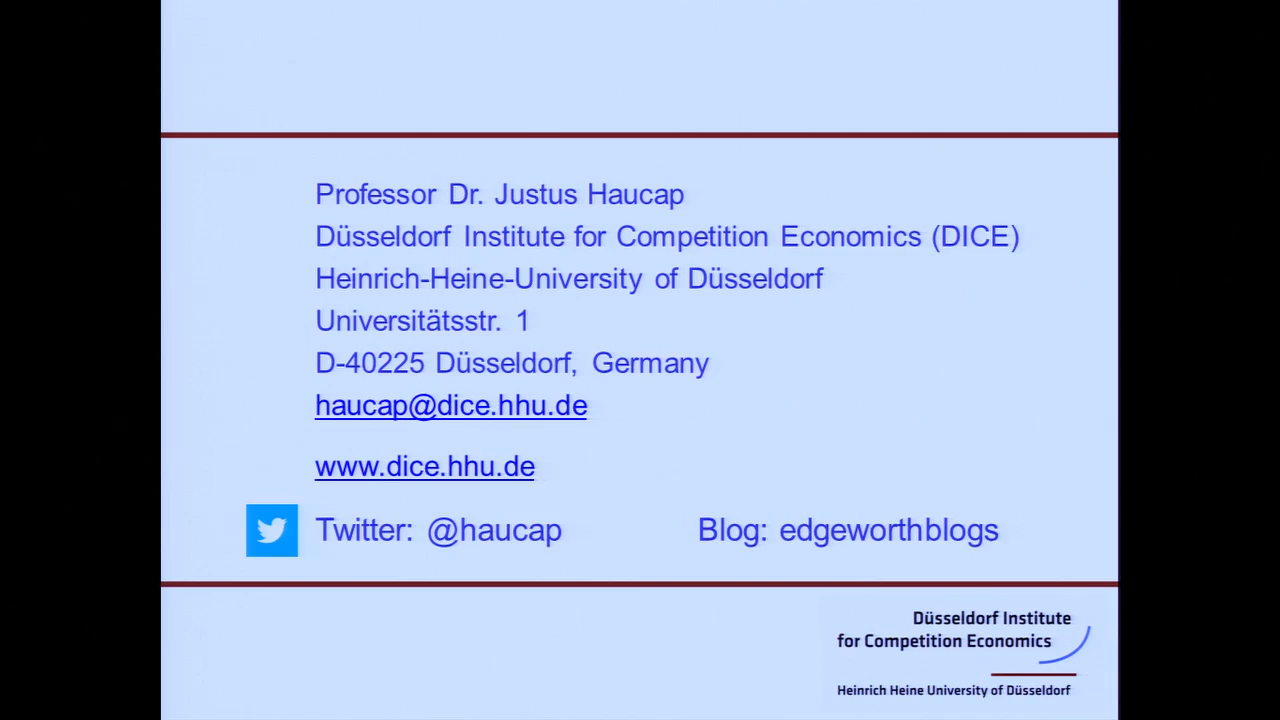 Professor Dr. Justus Haucap
Düsseldorf Institute for Competition Economics (DICE)
Heinrich-Heine-University of Düsseldorf
Universitätsstr. 1
D-40225 Düsseldorf, Germany
haucap@dice.hhu.de
www.dice.hhu.de
Twitter: @haucap Blog: edgeworthblogs
Düsseldorf Institute
for Competition Economics
Heinrich Heine University of Düsseldorf